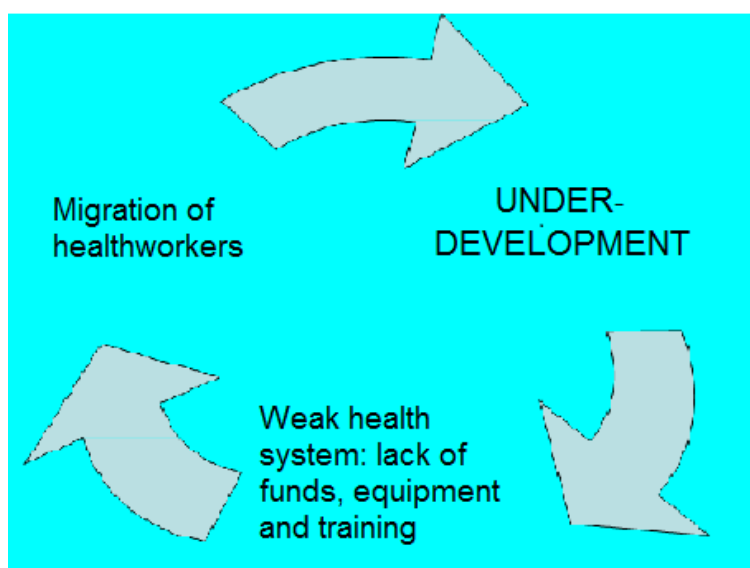 Migration of
healthworkers
UNDER-
DEVELOPMENT
Weak health
system: lack of
funds, equipment
and training